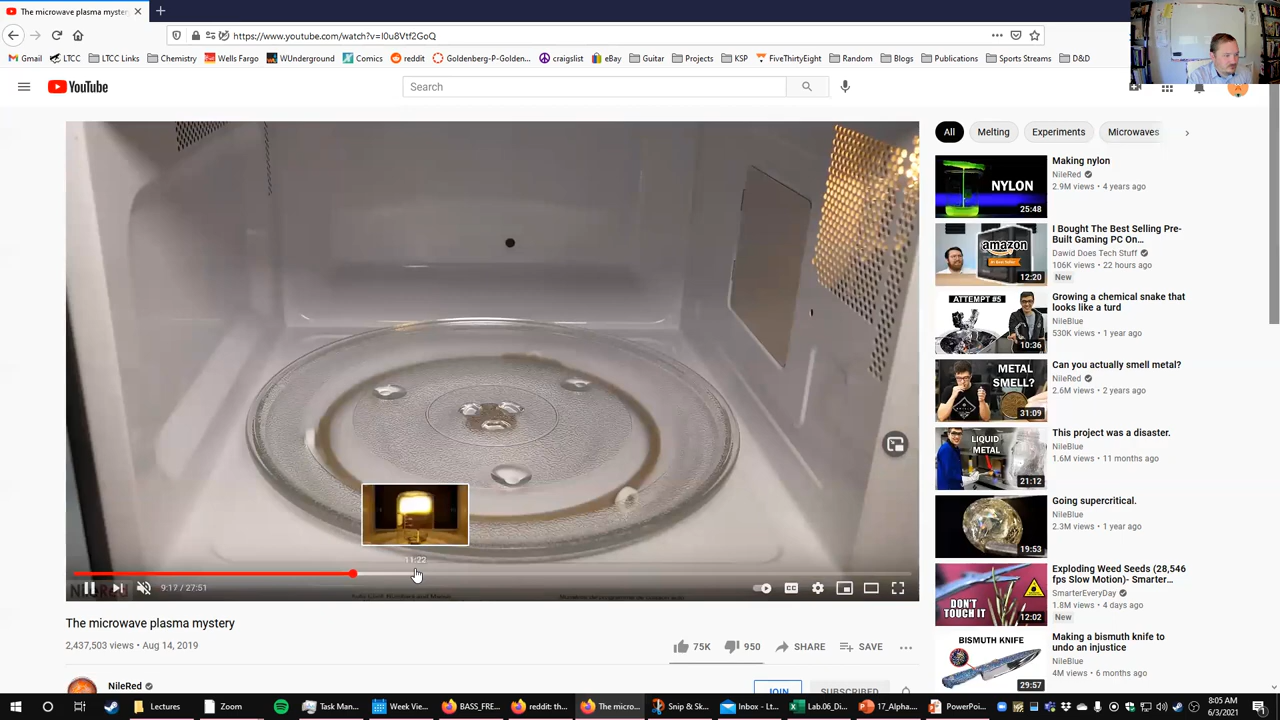 The microwave plasma mystery
https://www.youtube.com/watch?v=I0u8Vtf2GoQ
Gmail LTCC LTCC Links Chemistry Wells Fargo WUnderground Comics reddit Goldenberg-P-Golden... craigslist eBay Guitar Projects KSP FiveThirtyEight Random Blogs Publications Sports Streams D&D
YouTube
Search
All Melting Experiments Microwaves
NYLON
25:48
Making nylon
NileRed
2.9M views • 4 years ago
amazon
12:20
I Bought The Best Selling Pre-
Built Gaming PC On...
Dawid Does Tech Stuff
106K views • 22 hours ago
New
ATTEMPT #5
10:36
Growing a chemical snake that
looks like a turd
NileBlue
530K views • 1 year ago
METAL
SMELL?
31:09
Can you actually smell metal?
NileRed
2.6M views • 2 years ago
LIQUID
METAL
21:12
This project was a disaster.
NileBlue
1.6M views • 11 months ago
19:53
Going supercritical.
NileBlue
2.3M views • 1 year ago
DON'T
TOUCH IT
12:02
Exploding Weed Seeds (28,546
fps Slow Motion)- Smarter...
SmarterEveryDay
1.8M views • 4 days ago
New
BISMUTH KNIFE
29:57
Making a bismuth knife to
undo an injustice
NileBlue
4M views • 6 months ago
11:22
9:17 / 27:51
CC
The microwave plasma mystery
2,437,503 views • Aug 14, 2019
75K 950 SHARE SAVE
NileRed
JOIN SUBSCRIBED
Lectures Zoom Task Man... Week Vie... BASS_FRE... reddit: th... The micro... Snip & Sk... Inbox - Lt... Lab.06_Di... 17_Alpha... PowerPoi...
8:05 AM
6/3/2021